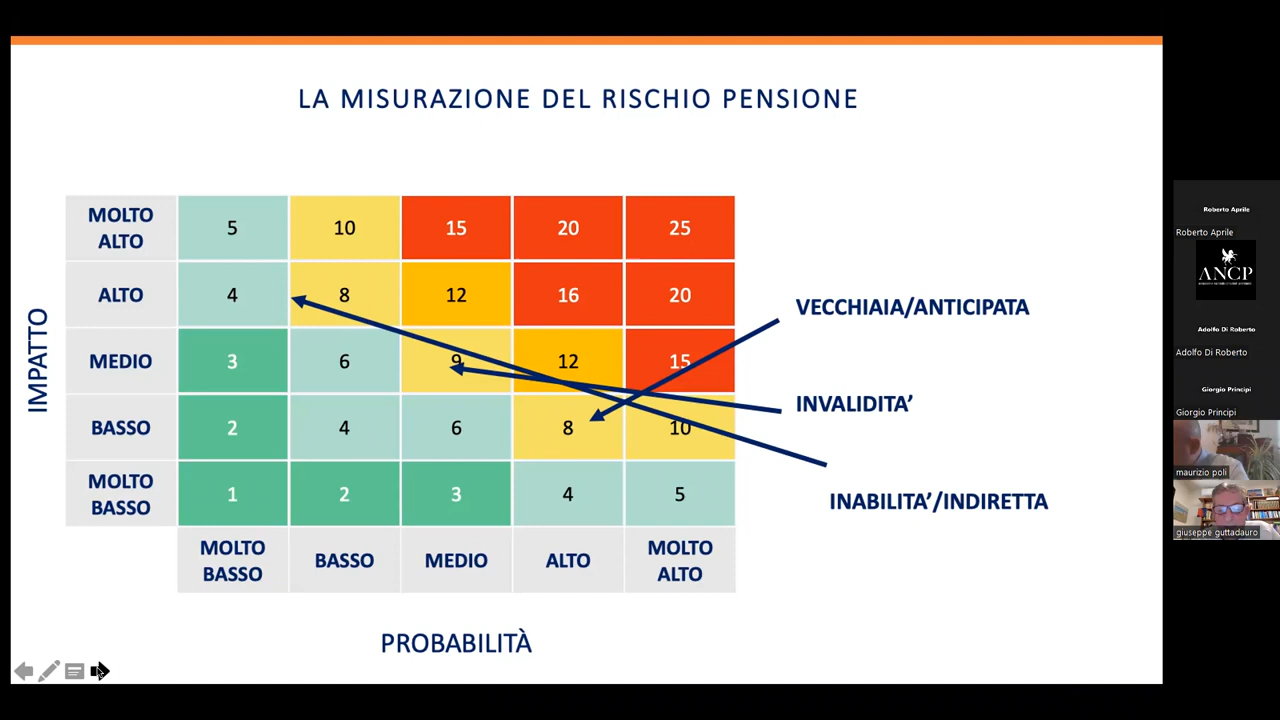 LA MISURAZIONE DEL RISCHIO PENSIONE
IMPATTO
MOLTO ALTO 5 10 15 20 25
ALTO 4 8 12 16 20
MEDIO 3 6 9 12 15
BASSO 2 4 6 8 10
MOLTO BASSO 1 2 3 4 5
MOLTO BASSO BASSO MEDIO ALTO MOLTO ALTO
PROBABILITÀ
VECCHIAIA/ANTICIPATA
INVALIDITA’
INABILITA’/INDIRETTA
Roberto Aprile
Roberto Aprile
ANCP
Adolfo Di Roberto
Adolfo Di Roberto
Giorgio Principi
Giorgio Principi
maurizio poli
giuseppe guttadauro